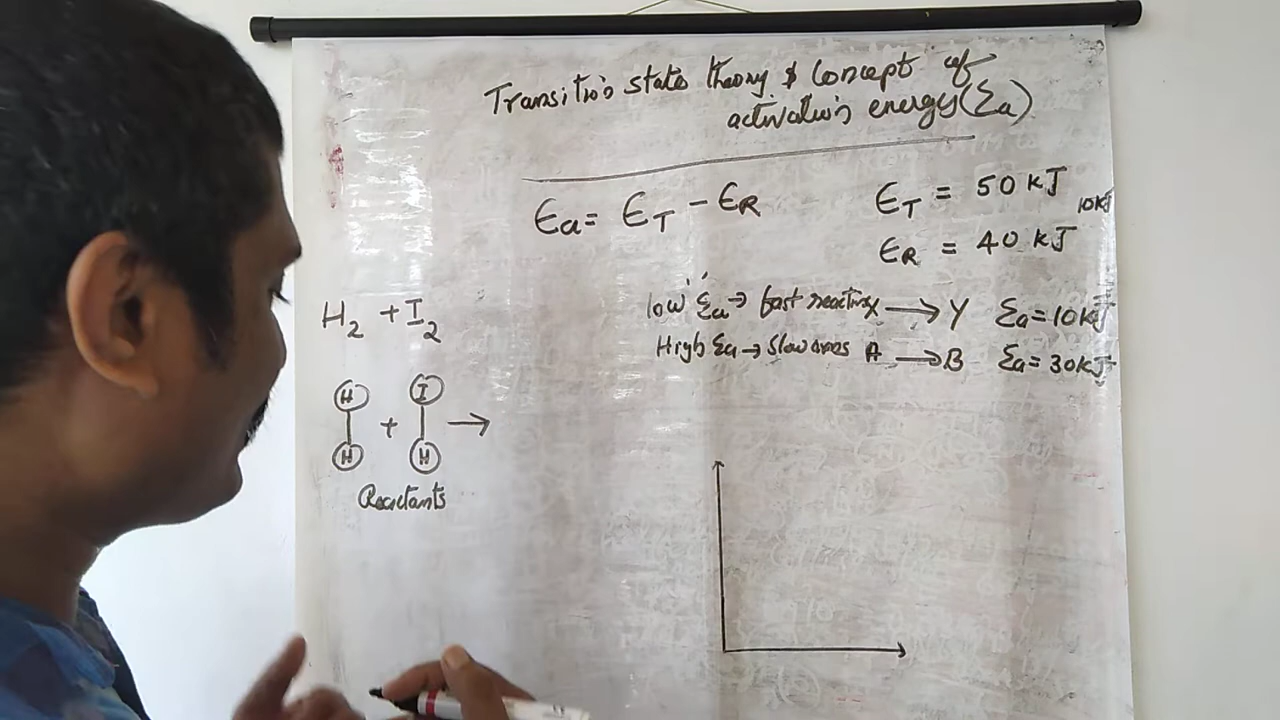 Transition state theory & Concept of
activation energy (Ea)
Ea = ET - ER
ET = 50 KJ
10KJ
ER = 40 KJ
low Ea → fast reaction X → Y Ea = 10KJ
High Ea → Slow ones A → B Ea = 30KJ
H2 + I2
H I
+ →
H H
Reactants